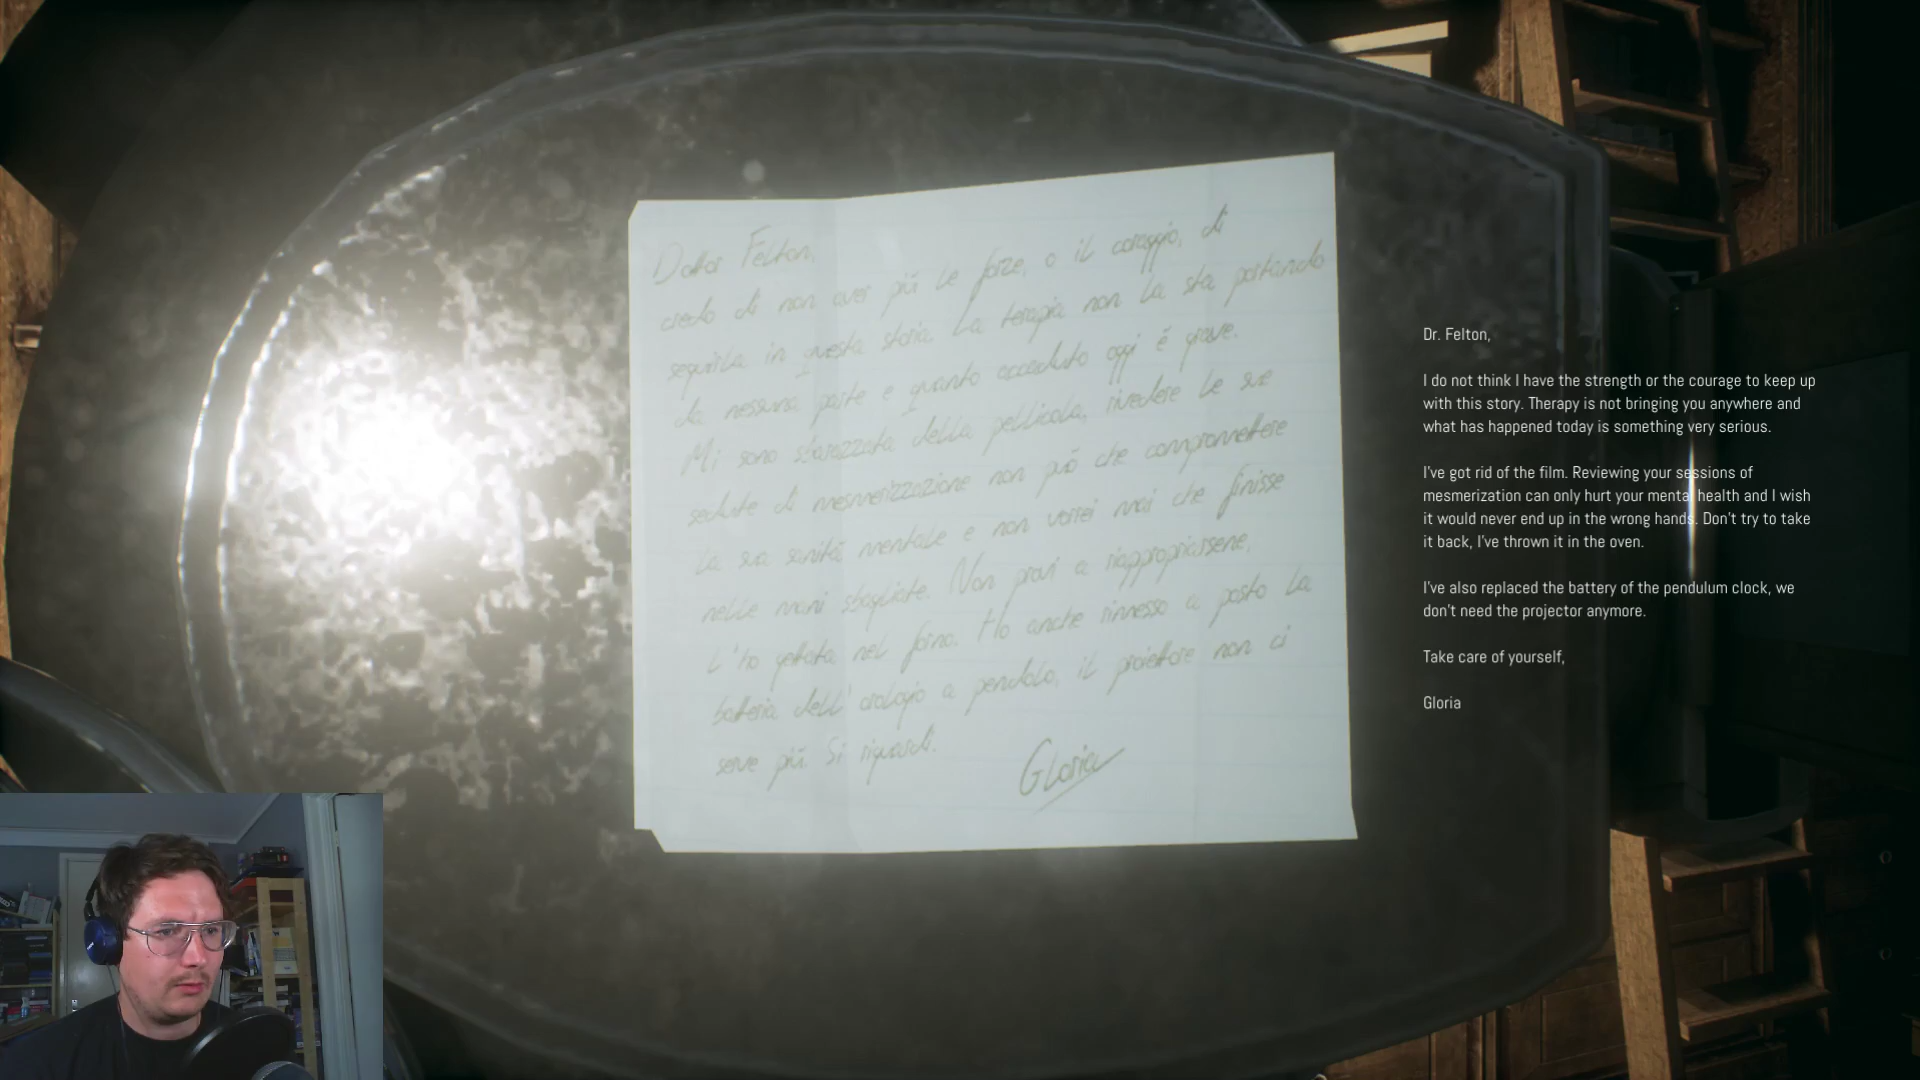 Dottor Felton,
credo di non aver più le forze, o il coraggio, di
seguirla in questa storia. La terapia non la sta portando
da nessuna parte e quanto accaduto oggi é grave.
Mi sono sbarazzata della pellicola, rivedere le sue
sedute di mesmerizzazione non può che compromettere
la sua sanità mentale e non vorrei mai che finisse
nelle mani sbagliate. Non provi a riappropriarsene,
l'ho gettata nel forno. Ho anche rimesso a posto la
batteria dell'orologio a pendolo, il proiettore non ci
serve più. Si riguardi.
Gloria
Dr. Felton,
I do not think I have the strength or the courage to keep up
with this story. Therapy is not bringing you anywhere and
what has happened today is something very serious.
I've got rid of the film. Reviewing your sessions of
mesmerization can only hurt your mental health and I wish
it would never end up in the wrong hands. Don't try to take
it back, I've thrown it in the oven.
I've also replaced the battery of the pendulum clock, we
don't need the projector anymore.
Take care of yourself,
Gloria